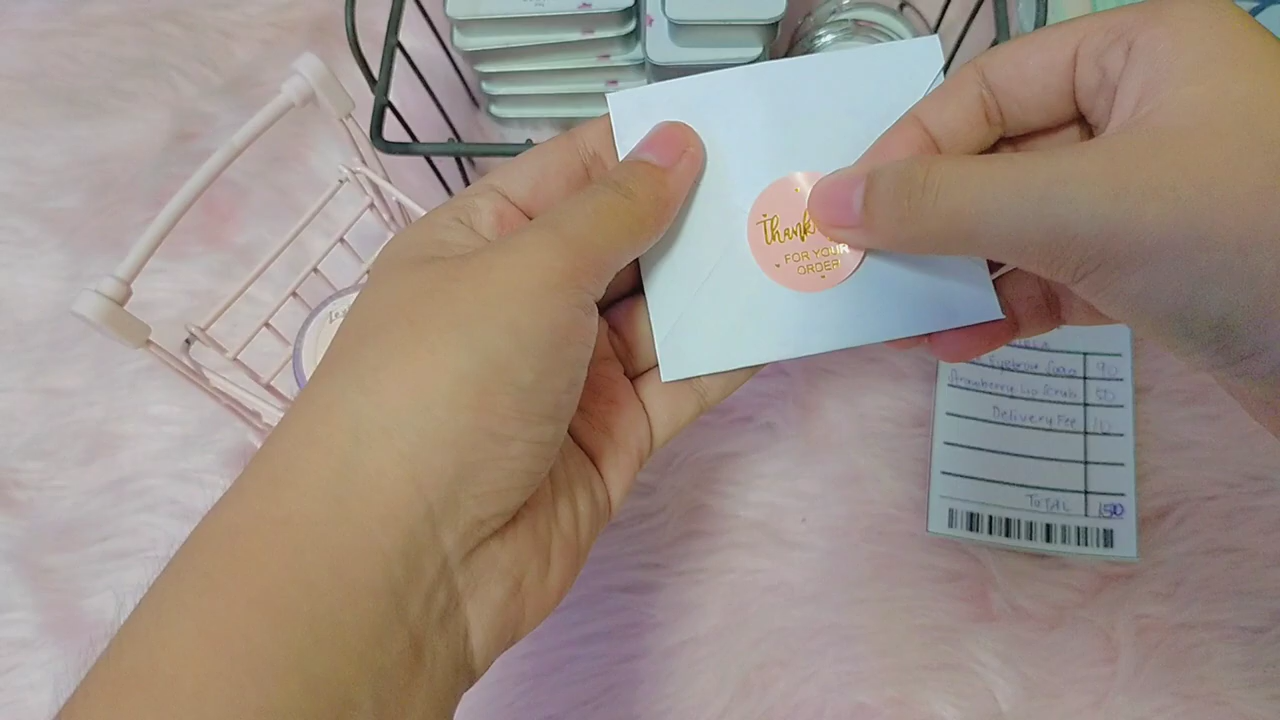 Thank
FOR YOUR
ORDER
Eyebrow Soap 90
Strawberry Lip Scrub 50
Delivery Fee 10
TOTAL 150